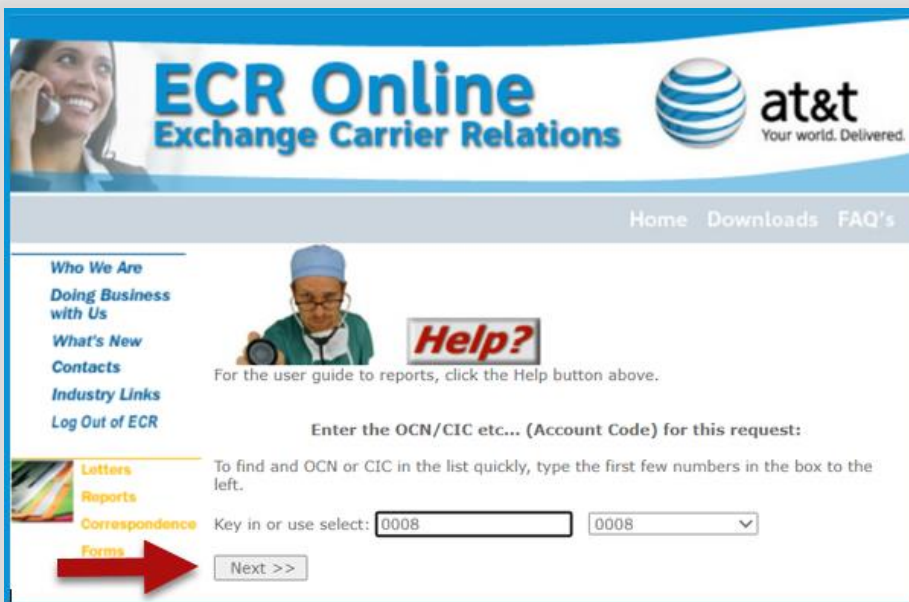 ECR Online
Exchange Carrier Relations
at&t
Your world. Delivered.
Home Downloads FAQ's
Who We Are
Doing Business
with Us
What's New
Contacts
Industry Links
Log Out of ECR
Letters
Reports
Correspondence
Forms
Help?
For the user guide to reports, click the Help button above.
Enter the OCN/CIC etc... (Account Code) for this request:
To find and OCN or CIC in the list quickly, type the first few numbers in the box to the
left.
Key in or use select: 0008 0008
Next >>